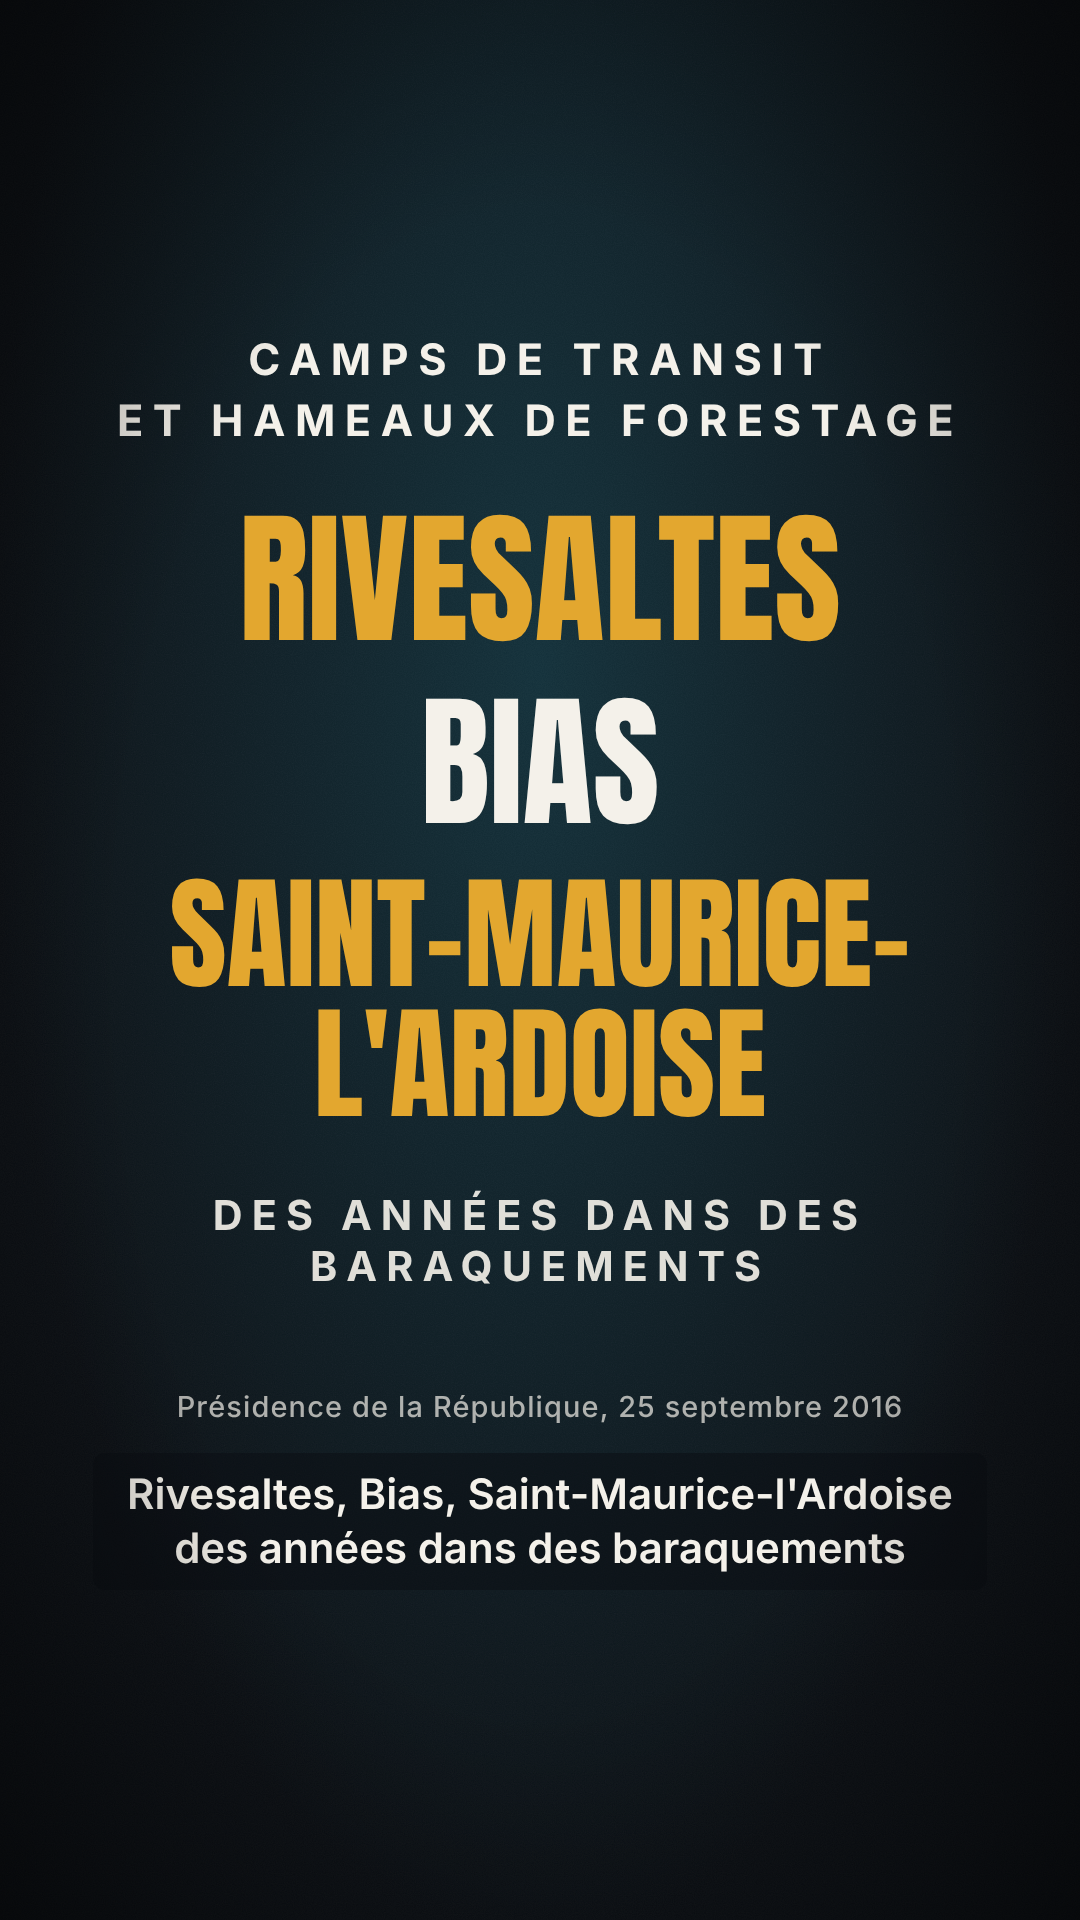 CAMPS DE TRANSIT
ET HAMEAUX DE FORESTAGE
RIVESALTES
BIAS
SAINT-MAURICE-
L'ARDOISE
DES ANNÉES DANS DES
BARAQUEMENTS
Présidence de la République, 25 septembre 2016
Rivesaltes, Bias, Saint-Maurice-l'Ardoise
des années dans des baraquements